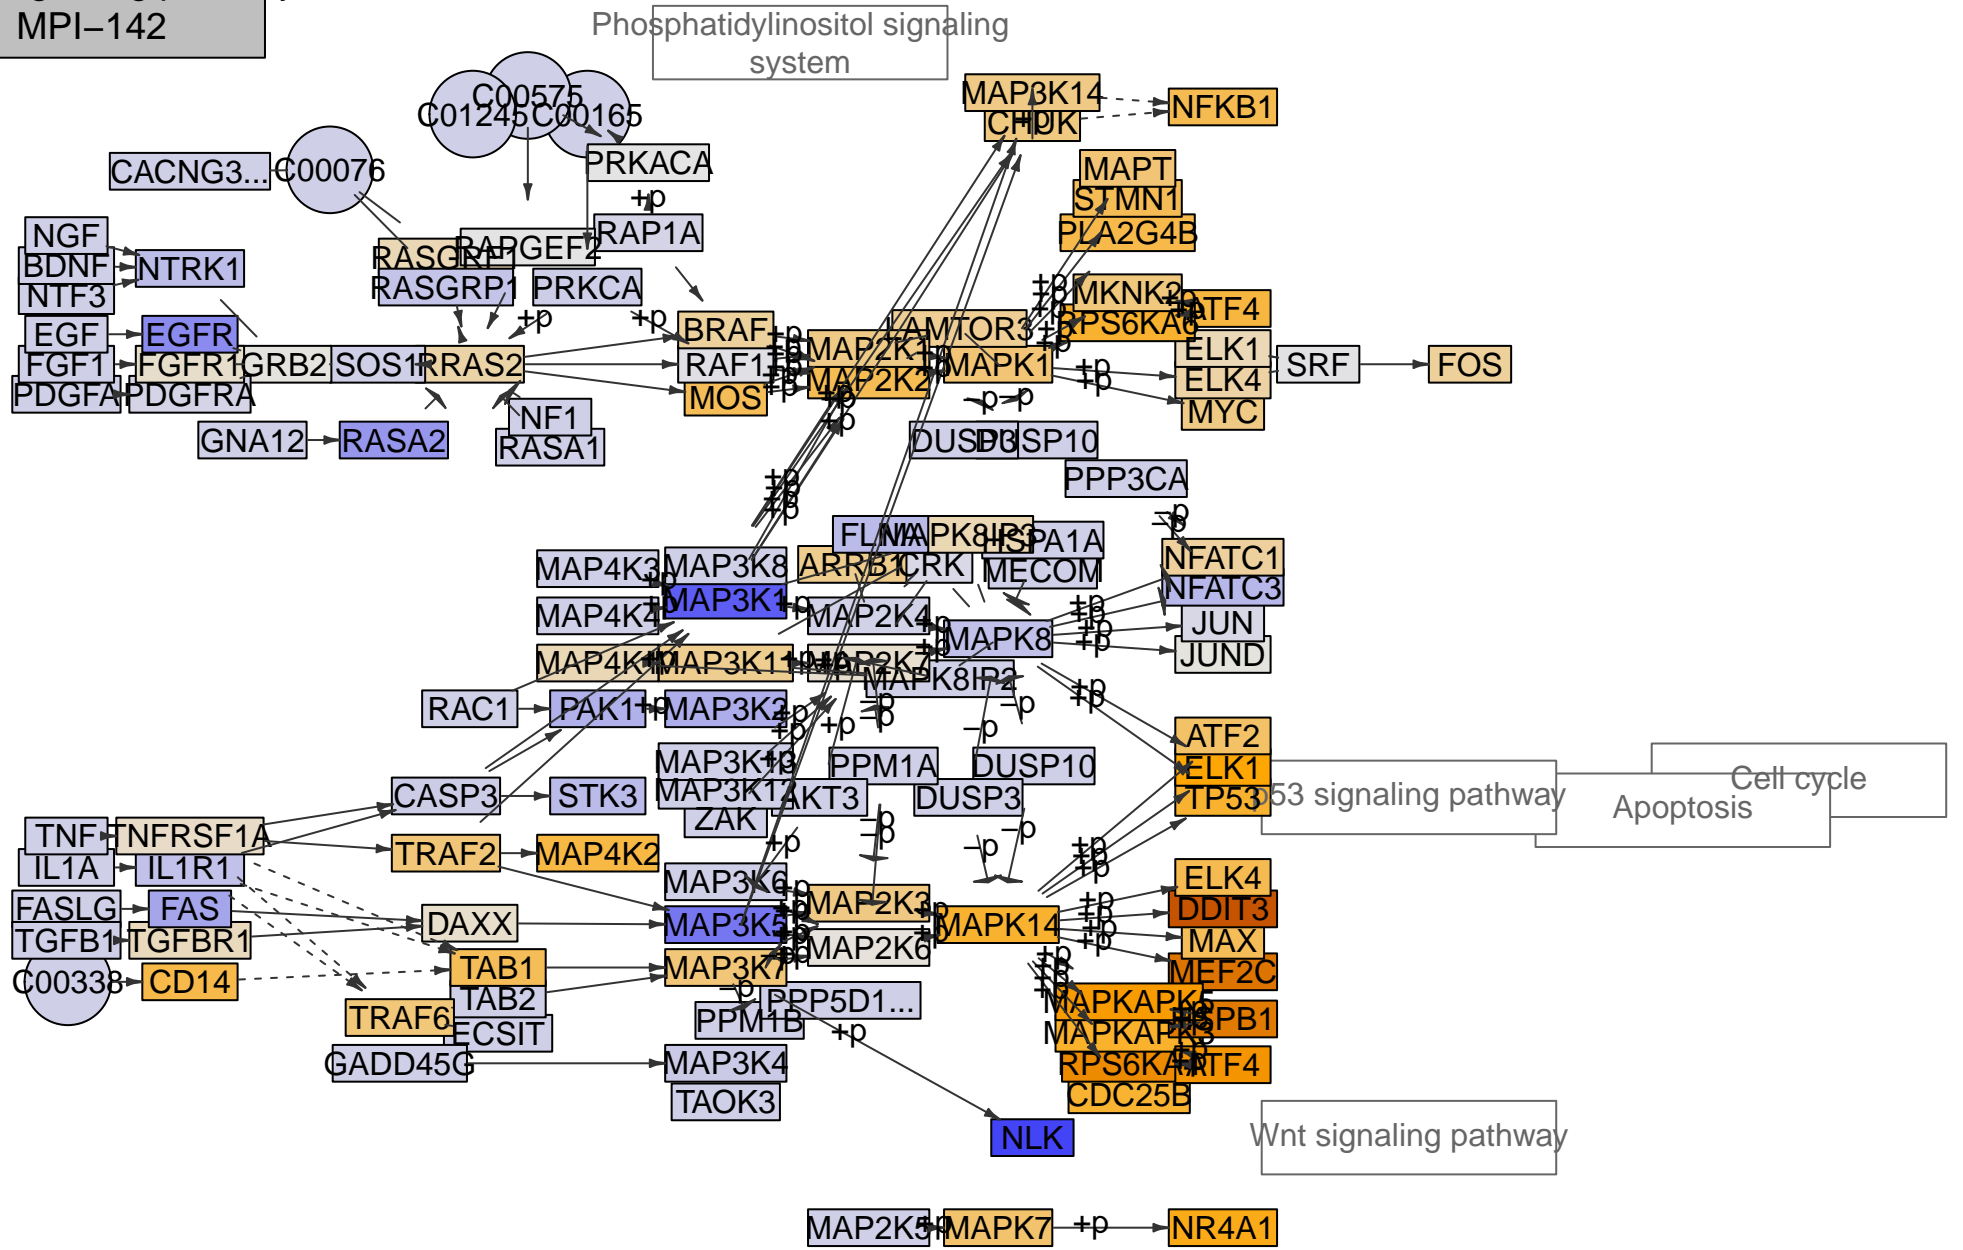 MPI−142
Phosphatidylinositol signaling
system
C00575
C01245
C00165
MAP3K14
CHUK
+p
NFKB1
CACNG3...
C00076
PRKACA
MAPT
STMN1
PLA2G4B
+p
RAP1A
NGF
BDNF
NTF3
NTRK1
RAPGEF2
RASGRP1
PRKCA
+p
+p
MKNK2
RPS6KA6
+p
ATF4
EGF
EGFR
FGF1
FGFR1
GRB2
SOS1
RRAS2
PDGFA
PDGFRA
BRAF
RAF1
MOS
+p
+p
MAP2K1
MAP2K2
LAMTOR3
MAPK1
+p
+p
+p
+p
+p
ELK1
ELK4
MYC
SRF
FOS
−p
−p
GNA12
RASA2
NF1
RASA1
+p
+p
DUSP3
DUSP10
PPP3CA
+p
+p
−p
−p
FLNA
MAPK8IP3
HSPA1A
MECOM
NFATC1
NFATC3
JUN
JUND
MAP4K3
+p
MAP3K8
ARRB1
CRK
MAP4K4
+p
MAP3K1
+p
MAP2K4
+p
+p
MAPK8
+p
+p
+p
+p
MAP3K11
MAP2K7
MAPK8IP2
RAC1
PAK1
+p
MAP3K2
+p
+p
+p
−p
−p
−p
−p
+p
+p
ATF2
ELK1
TP53
MAP3K12
+p
ZAK
AKT3
PPM1A
DUSP10
DUSP3
p53 signaling pathway
Cell cycle
Apoptosis
CASP3
STK3
TNF
TNFRSF1A
IL1A
IL1R1
TRAF2
MAP4K2
+p
−p
−p
−p
−p
+p
+p
+p
FASLG
FAS
TGFB1
TGFBR1
C00338
CD14
DAXX
TAB1
TAB2
TRAF6
ECSIT
GADD45G
MAP3K6
MAP3K5
MAP3K7
+p
+p
+p
MAP2K3
MAP2K6
+p
+p
MAPK14
+p
+p
+p
+p
ELK4
DDIT3
MAX
MEF2C
−p
PPM1B
PPP5D1...
+p
MAP3K4
TAOK3
+p
+p
RPS6KA
CDC25B
ATF4
NLK
Wnt signaling pathway
MAP2K5
+p
MAPK7
+p
NR4A1